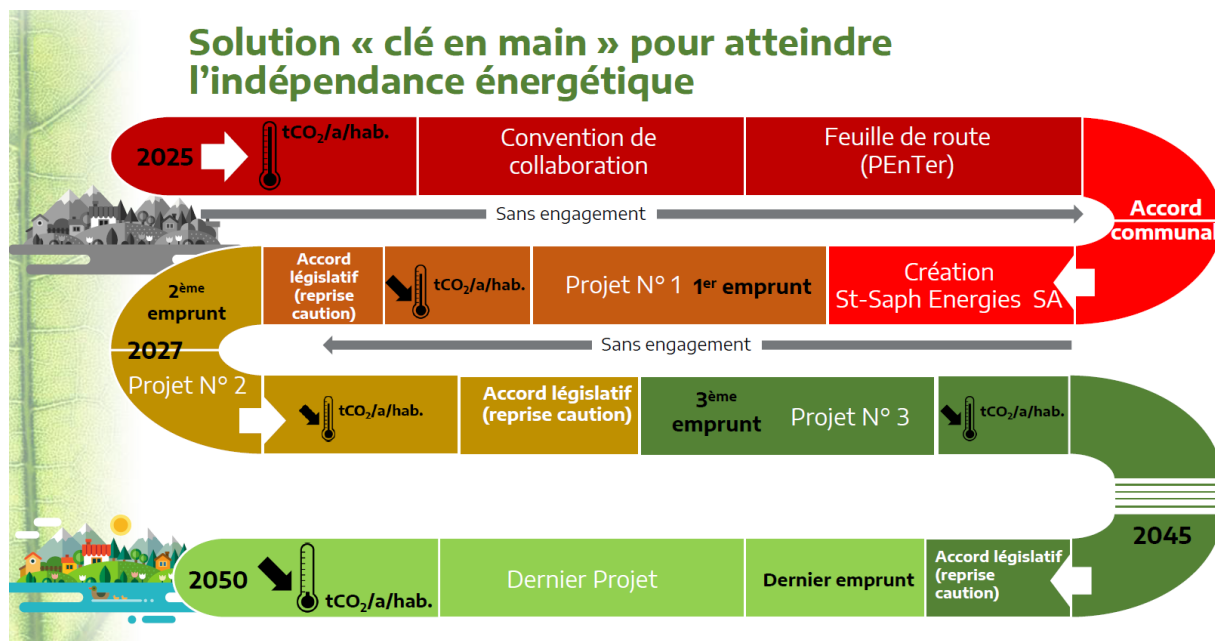 Solution « clé en main » pour atteindre
l'indépendance énergétique
2025
tCO₂/a/hab.
Convention de
collaboration
Feuille de route
(PEnTer)
Sans engagement
Accord
communal
Création
St-Saph Energies SA
Projet N° 1 1er emprunt
tCO₂/a/hab.
Accord
législatif
(reprise
caution)
2ème
emprunt
Sans engagement
2027
Projet N° 2
tCO₂/a/hab.
Accord législatif
(reprise caution)
3ème
emprunt
Projet N° 3
tCO₂/a/hab.
2045
Accord législatif
(reprise
caution)
Dernier emprunt
Dernier Projet
tCO₂/a/hab.
2050